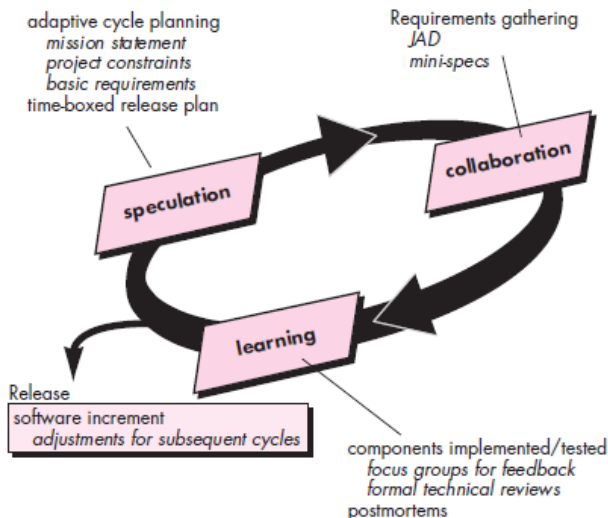 adaptive cycle planning
mission statement
project constraints
basic requirements
time-boxed release plan
Requirements gathering
JAD
mini-specs
speculation
collaboration
learning
Release
software increment
adjustments for subsequent cycles
components implemented/tested
focus groups for feedback
formal technical reviews
postmortems